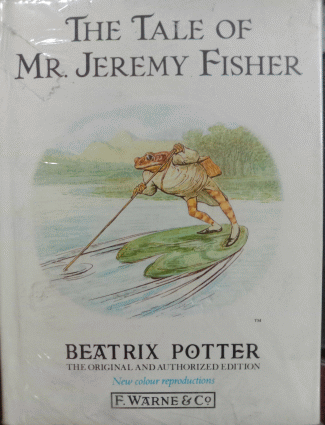 THE TALE OF
MR. JEREMY FISHER
TM
BEATRIX POTTER
THE ORIGINAL AND AUTHORIZED EDITION
New colour reproductions
F. WARNE & Co